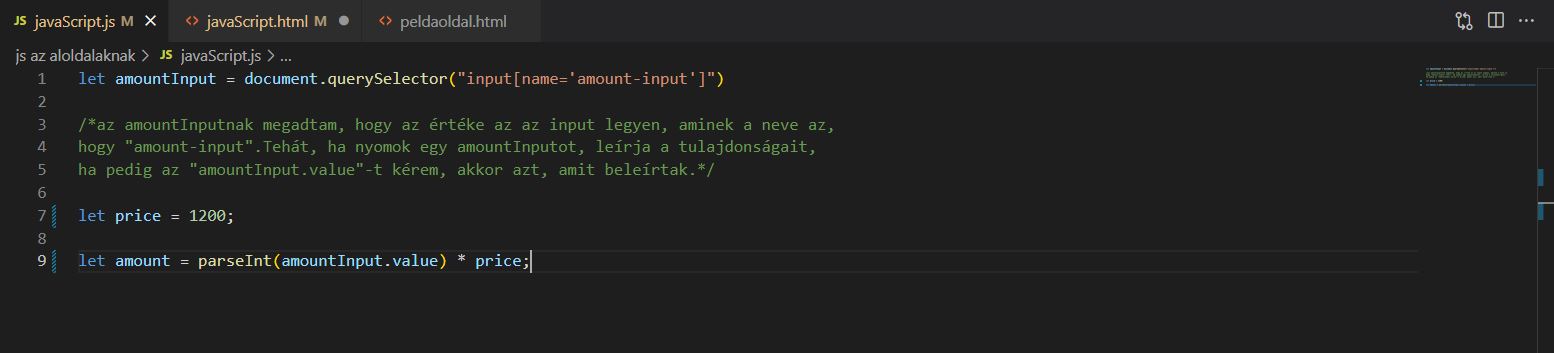 JS javaScript.js M × <> javaScript.html M ● <> peldaoldal.html ...
js az aloldalaknak > JS javaScript.js > ...
1 let amountInput = document.querySelector("input[name='amount-input']")
2
3 /*az amountInputnak megadtam, hogy az értéke az az input legyen, aminek a neve az,
4 hogy "amount-input".Tehát, ha nyomok egy amountInputot, leírja a tulajdonságait,
5 ha pedig az "amountInput.value"-t kérem, akkor azt, amit beleírtak.*/
6
7 let price = 1200;
8
9 let amount = parseInt(amountInput.value) * price;